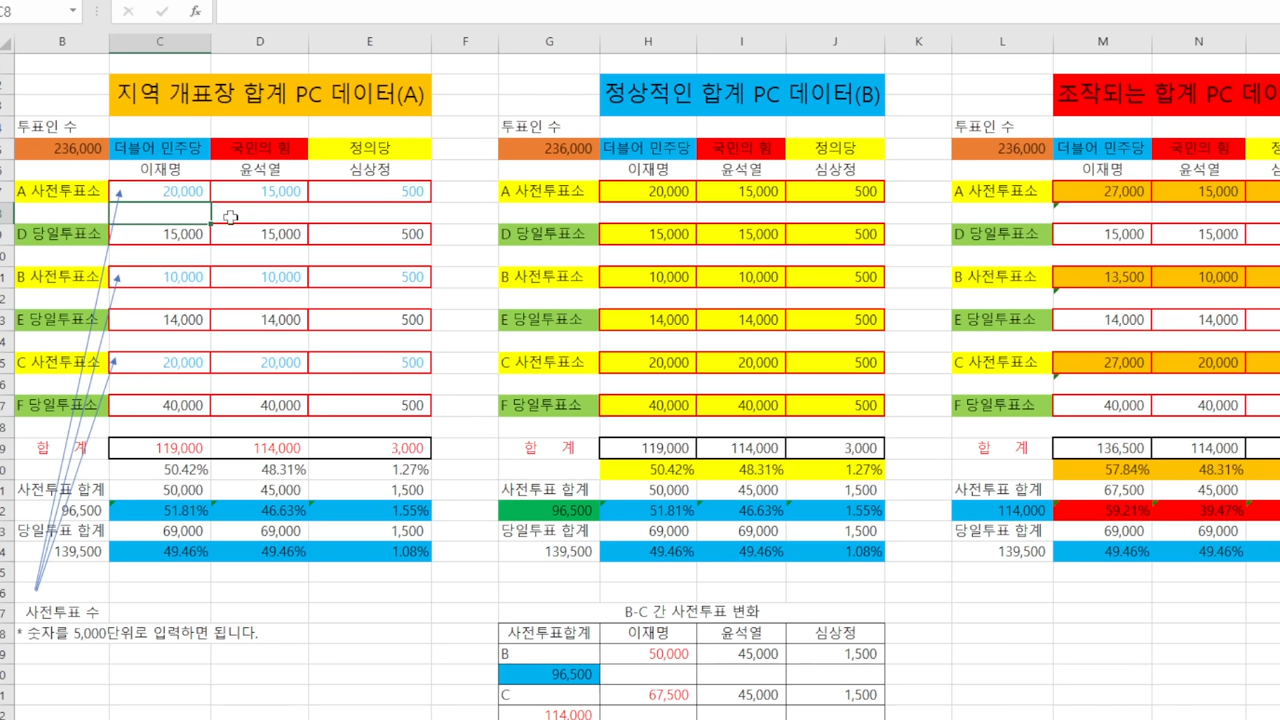 C8 fx
B C D E F G H I J K L M N
지역 개표장 합계 PC 데이터(A) 정상적인 합계 PC 데이터(B) 조작되는 합계 PC
투표인 수 투표인 수 투표인 수
236,000 더불어 민주당 국민의 힘 정의당 236,000 더불어 민주당 국민의 힘 정의당 236,000 더불어 민주당 국민의 힘
이재명 윤석열 심상정 이재명 윤석열 심상정 이재명 윤석열
A 사전투표소 20,000 15,000 500 A 사전투표소 20,000 15,000 500 A 사전투표소 27,000 15,000
D 당일투표소 15,000 15,000 500 D 당일투표소 15,000 15,000 500 D 당일투표소 15,000 15,000
B 사전투표소 10,000 10,000 500 B 사전투표소 10,000 10,000 500 B 사전투표소 13,500 10,000
E 당일투표소 14,000 14,000 500 E 당일투표소 14,000 14,000 500 E 당일투표소 14,000 14,000
C 사전투표소 20,000 20,000 500 C 사전투표소 20,000 20,000 500 C 사전투표소 27,000 20,000
F 당일투표소 40,000 40,000 500 F 당일투표소 40,000 40,000 500 F 당일투표소 40,000 40,000
합 계 119,000 114,000 3,000 합 계 119,000 114,000 3,000 합 계 136,500 114,000
50.42% 48.31% 1.27% 50.42% 48.31% 1.27% 57.84% 48.31%
사전투표 합계 50,000 45,000 1,500 사전투표 합계 50,000 45,000 1,500 사전투표 합계 67,500 45,000
96,500 51.81% 46.63% 1.55% 96,500 51.81% 46.63% 1.55% 114,000 59.21% 39.47%
당일투표 합계 69,000 69,000 1,500 당일투표 합계 69,000 69,000 1,500 당일투표 합계 69,000 69,000
139,500 49.46% 49.46% 1.08% 139,500 49.46% 49.46% 1.08% 139,500 49.46% 49.46%
사전투표 수 B-C 간 사전투표 변화
* 숫자를 5,000단위로 입력하면 됩니다. 사전투표합계 이재명 윤석열 심상정
B 50,000 45,000 1,500
96,500
C 67,500 45,000 1,500
114,000